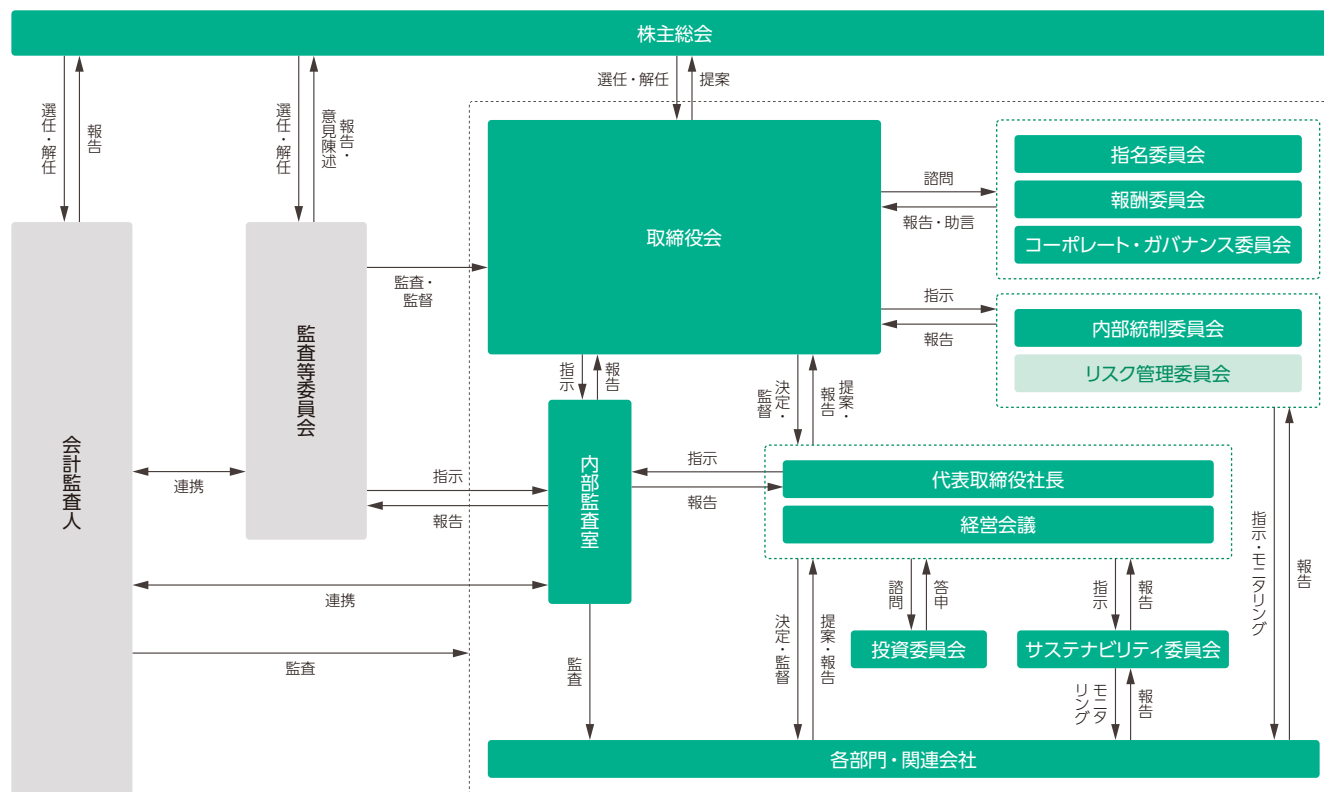 株主総会
選任・解任
報告
選任・解任
報告・
意見陳述
選任・解任
提案
取締役会
諮問
報告・助言
指名委員会
報酬委員会
コーポレート・ガバナンス委員会
監査・
監督
指示
報告
内部統制委員会
リスク管理委員会
監査等委員会
会計監査人
指示
報告
決定・
監督
提案・
報告
連携
指示
報告
内部監査室
指示
報告
代表取締役社長
経営会議
連携
監査
監査
決定・監督
提案・報告
諮問
答申
投資委員会
指示
報告
サステナビリティ委員会
モニタ
リング
報告
指示・モニタリング
報告
各部門・関連会社